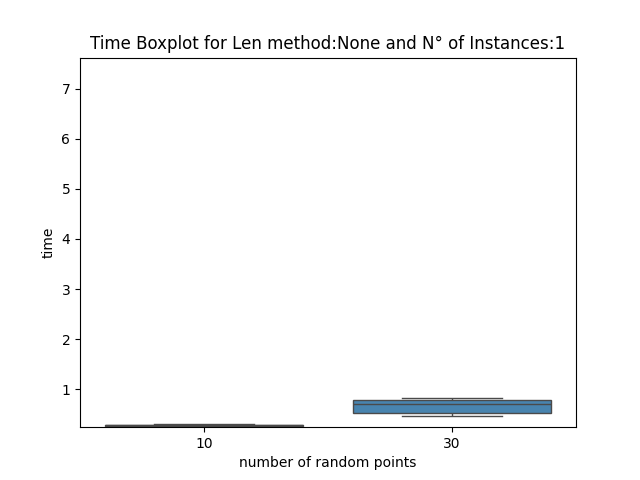 Time Boxplot for Len method:None and N° of Instances:1
7
6
5
4
3
2
1
time
10 30
number of random points